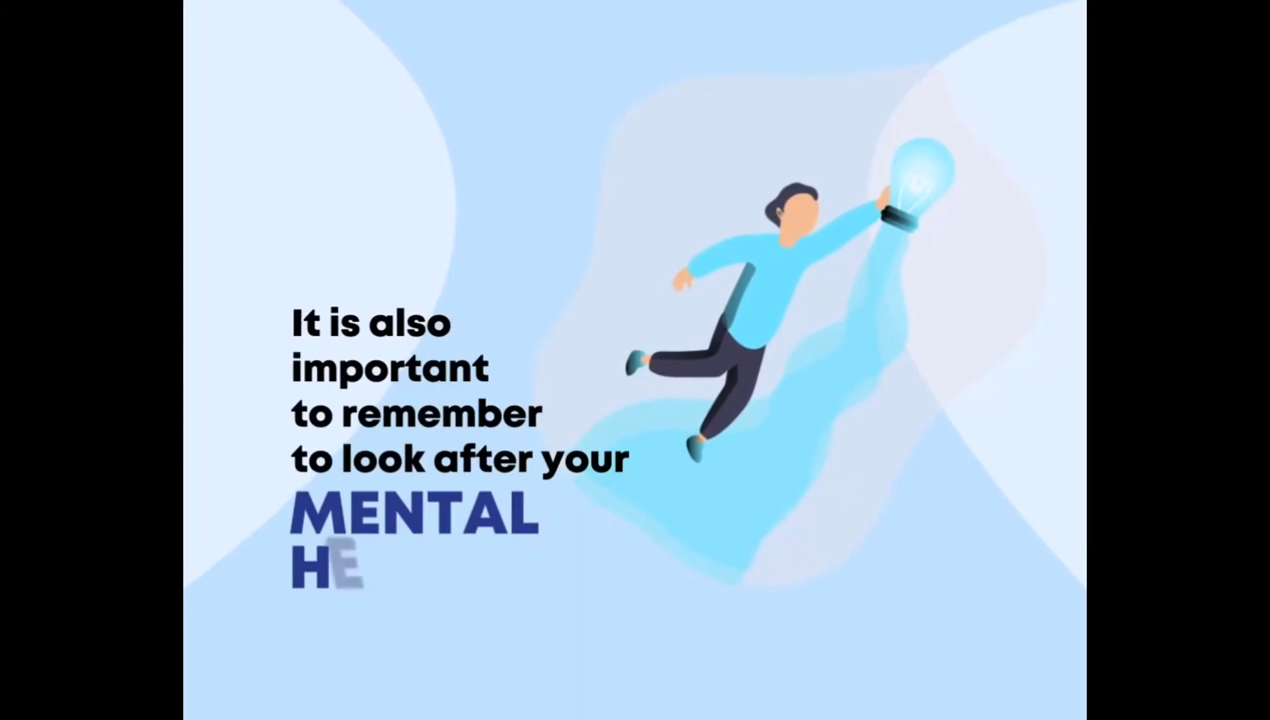 It is also
important
to remember
to look after your
MENTAL
HE